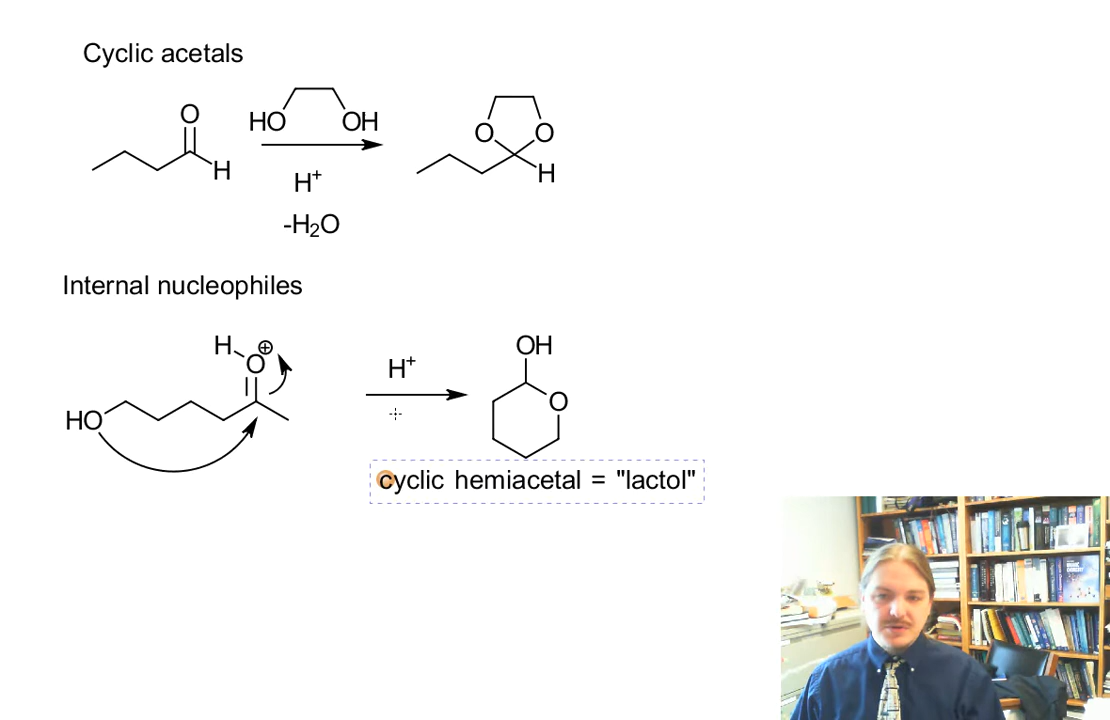 Cyclic acetals
O
HO OH
H
H⁺
-H₂O
O O
H
Internal nucleophiles
H
O⊕
HO
H⁺
OH
O
cyclic hemiacetal = "lactol"